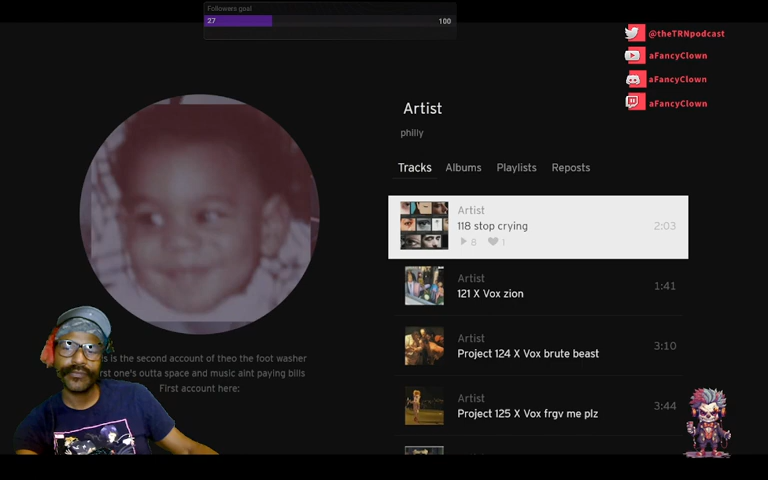 Followers goal
27
100
@theTRNpodcast
aFancyClown
aFancyClown
aFancyClown
Artist
philly
Tracks
Albums
Playlists
Reposts
Artist
118 stop crying
2:03
8
1
Artist
121 X Vox zion
1:41
Artist
Project 124 X Vox brute beast
3:10
Artist
Project 125 X Vox frgv me plz
3:44
is the second account of theo the foot washer
one's outta space and music aint paying bills
First account here: